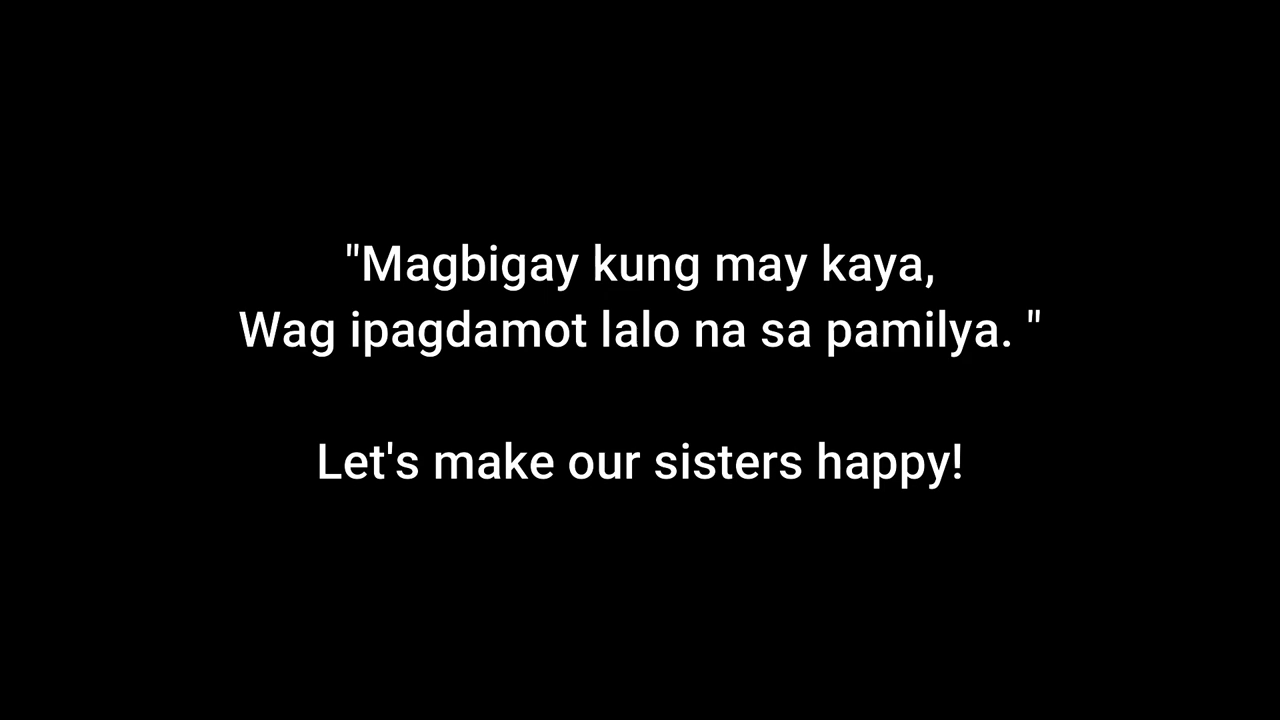 "Magbigay kung may kaya,
Wag ipagdamot lalo na sa pamilya. "
Let's make our sisters happy!